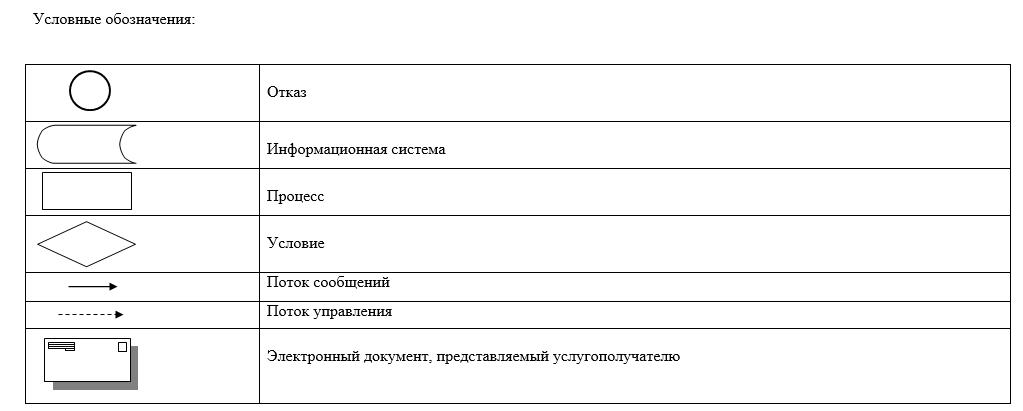 Условные обозначения:
Отказ
Информационная система
Процесс
Условие
Поток сообщений
Поток управления
Электронный документ, представляемый услугополучателю